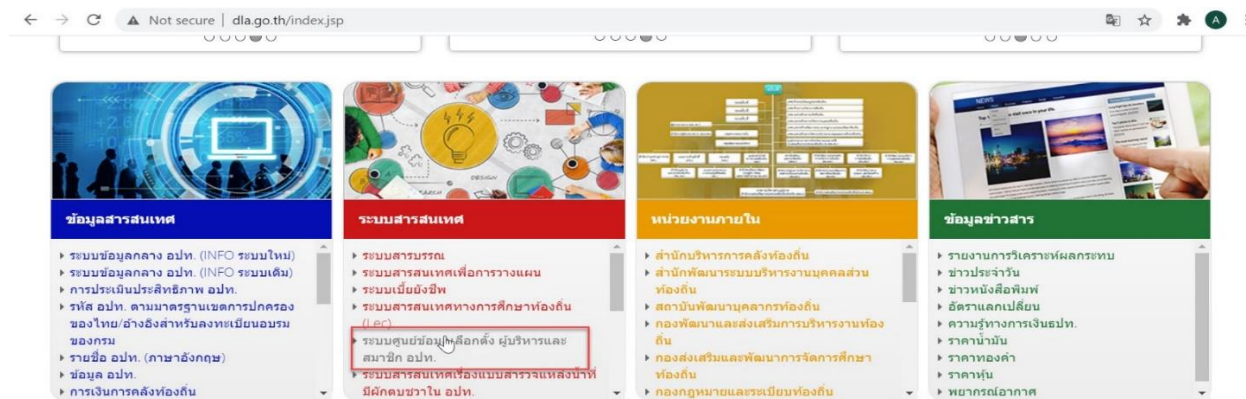 Not secure | dla.go.th/index.jsp
A
NEWS
DESIGN
ข้อมูลสารสนเทศ
ระบบข้อมูลกลาง อปท. (INFO ระบบใหม่)
ระบบข้อมูลกลาง อปท. (INFO ระบบเดิม)
การประเมินประสิทธิภาพ อปท.
รหัส อปท. ตามมาตรฐานเขตการปกครอง
ของไทย/อ้างอิงสำหรับลงทะเบียนอบรม
ของกรม
รายชื่อ อปท. (ภาษาอังกฤษ)
ข้อมูล อปท.
การเงินการคลังท้องถิ่น
ระบบสารสนเทศ
ระบบสารบรรณ
ระบบสารสนเทศเพื่อการวางแผน
ระบบเบี้ยยังชีพ
ระบบสารสนเทศทางการศึกษาท้องถิ่น
(Lec)
ระบบศูนย์ข้อมูลเลือกตั้ง ผู้บริหารและ
สมาชิก อปท.
ระบบสารสนเทศเรื่องแบบสำรวจแหล่งน้ำที่
มีผักตบชวาใน อปท.
หน่วยงานภายใน
สำนักบริหารการคลังท้องถิ่น
สำนักพัฒนาระบบบริหารงานบุคคลส่วน
ท้องถิ่น
สถาบันพัฒนาบุคลากรท้องถิ่น
กองพัฒนาและส่งเสริมการบริหารงานท้อง
ถิ่น
กองส่งเสริมและพัฒนาการจัดการศึกษา
ท้องถิ่น
กองกฎหมายและระเบียบท้องถิ่น
ข้อมูลข่าวสาร
รายงานการวิเคราะห์ผลกระทบ
ข่าวประจำวัน
ข่าวหนังสือพิมพ์
อัตราแลกเปลี่ยน
ความรู้ทางการเงินอปท.
ราคาน้ำมัน
ราคาทองคำ
ราคาหุ้น
พยากรณ์อากาศ